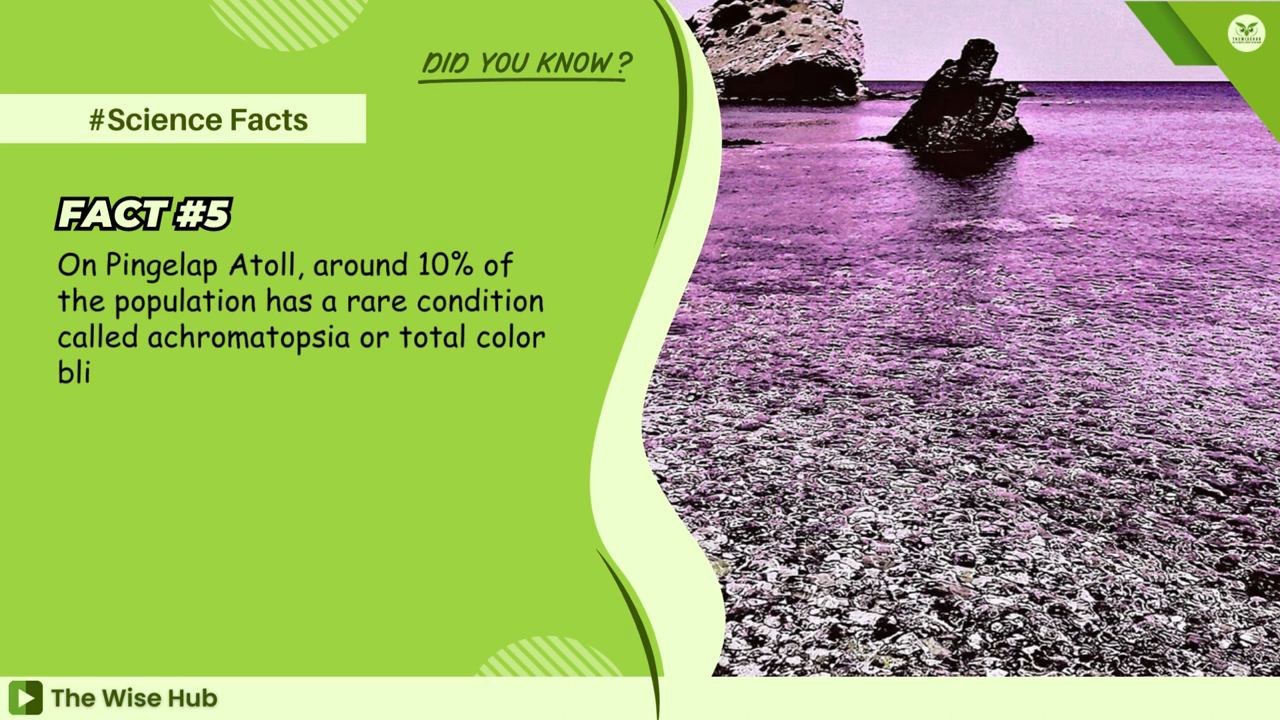 DID YOU KNOW?
#Science Facts
FACT #5
On Pingelap Atoll, around 10% of
the population has a rare condition
called achromatopsia or total color
bli
The Wise Hub